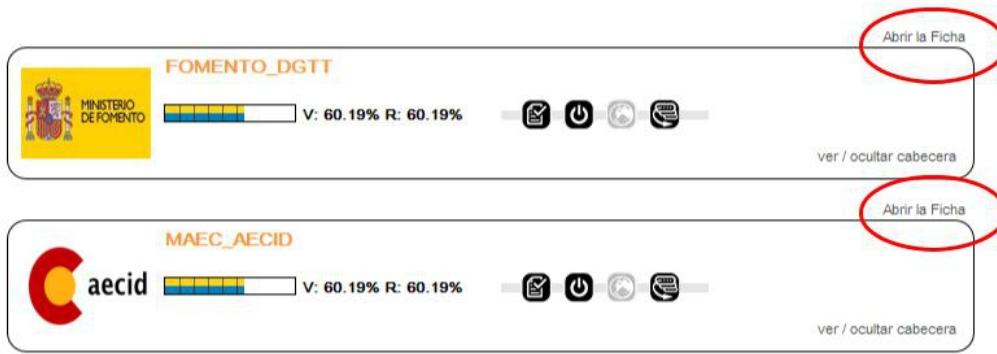 Abrir la Ficha
FOMENTO_DGTT
MINISTERIO
DE FOMENTO
V: 60.19% R: 60.19%
ver / ocultar cabecera
Abrir la Ficha
MAEC_AECID
aecid
V: 60.19% R: 60.19%
ver / ocultar cabecera